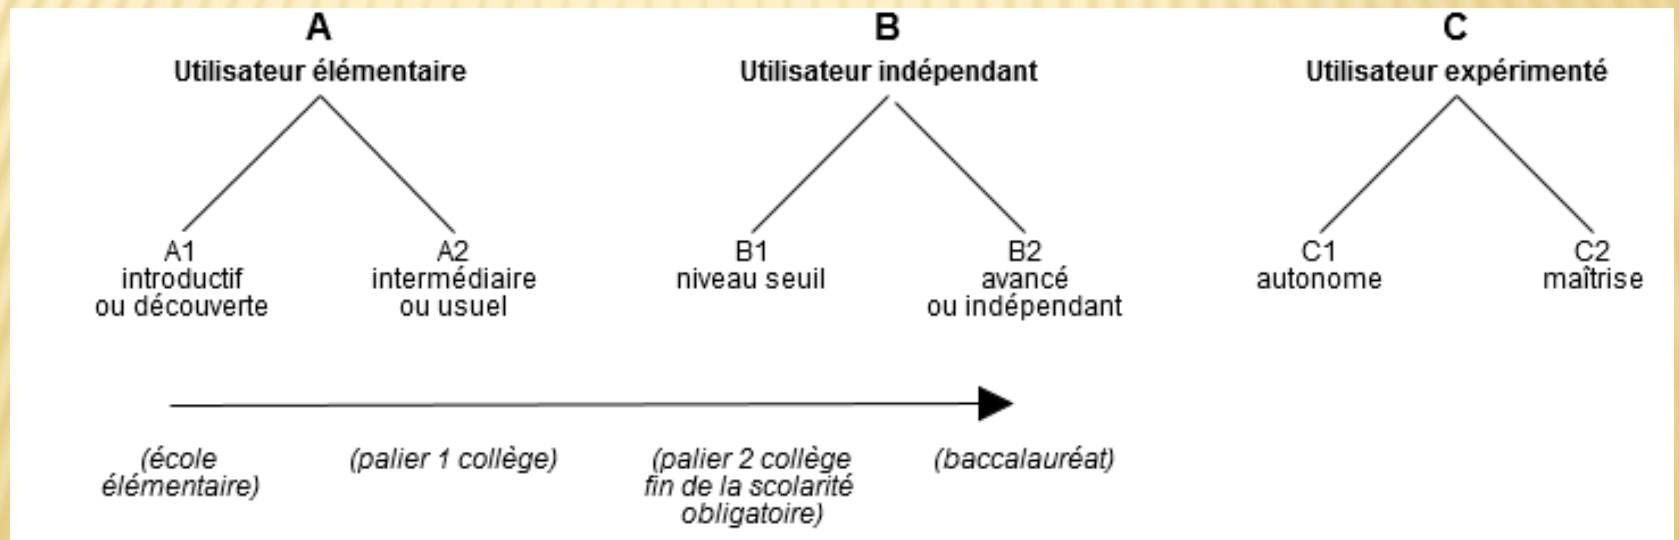 A
Utilisateur élémentaire
A1
introductif
ou découverte
A2
intermédiaire
ou usuel
B
Utilisateur indépendant
B1
niveau seuil
B2
avancé
ou indépendant
C
Utilisateur expérimenté
C1
autonome
C2
maîtrise
(école
élémentaire)
(palier 1 collège)
(palier 2 collège
fin de la scolarité
obligatoire)
(baccalauréat)